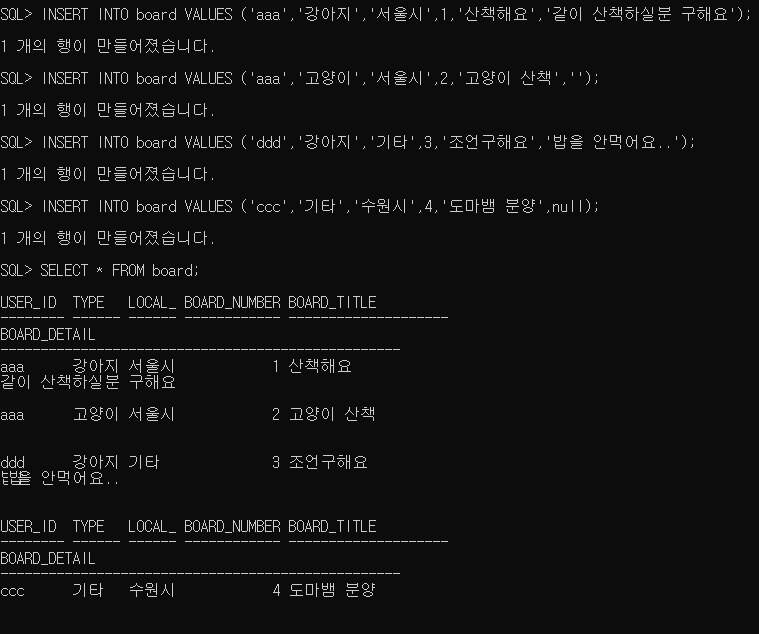 SQL> INSERT INTO board VALUES ('aaa','강아지','서울시',1,'산책해요','같이 산책하실분 구해요');
1 개의 행이 만들어졌습니다.
SQL> INSERT INTO board VALUES ('aaa','고양이','서울시',2,'고양이 산책','');
1 개의 행이 만들어졌습니다.
SQL> INSERT INTO board VALUES ('ddd','강아지','기타',3,'조언구해요','밥을 안먹어요..');
1 개의 행이 만들어졌습니다.
SQL> INSERT INTO board VALUES ('ccc','기타','수원시',4,'도마뱀 분양',null);
1 개의 행이 만들어졌습니다.
SQL> SELECT * FROM board;
USER_ID TYPE LOCAL_ BOARD_NUMBER BOARD_TITLE
-------- ------ ------ ------------ --------------------
BOARD_DETAIL
--------------------------------------------------
aaa 강아지 서울시 1 산책해요
같이 산책하실분 구해요
aaa 고양이 서울시 2 고양이 산책
ddd 강아지 기타 3 조언구해요
밥을 안먹어요..
USER_ID TYPE LOCAL_ BOARD_NUMBER BOARD_TITLE
-------- ------ ------ ------------ --------------------
BOARD_DETAIL
--------------------------------------------------
ccc 기타 수원시 4 도마뱀 분양